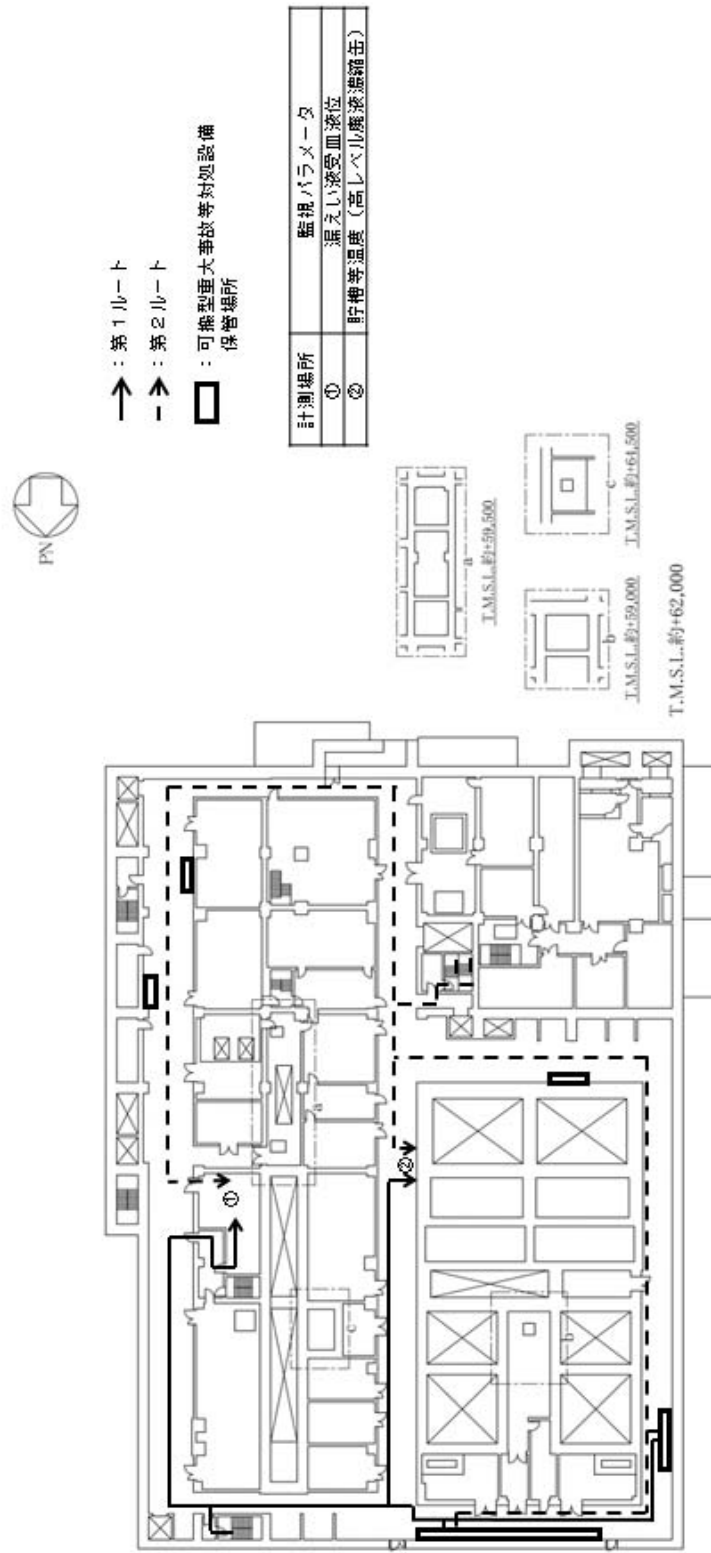 PN
→:第1ルート
⇢:第2ルート
:可搬型重大事故等対処設備
保管場所
計測場所 監視パラメータ
① 漏えい液受皿液位
② 貯槽等温度(高レベル廃液濃縮缶)
a
T.M.S.L.約+59,500
b
T.M.S.L.約+59,000
c
T.M.S.L.約+64,500
T.M.S.L.約+62,000
①
②
a
b
c